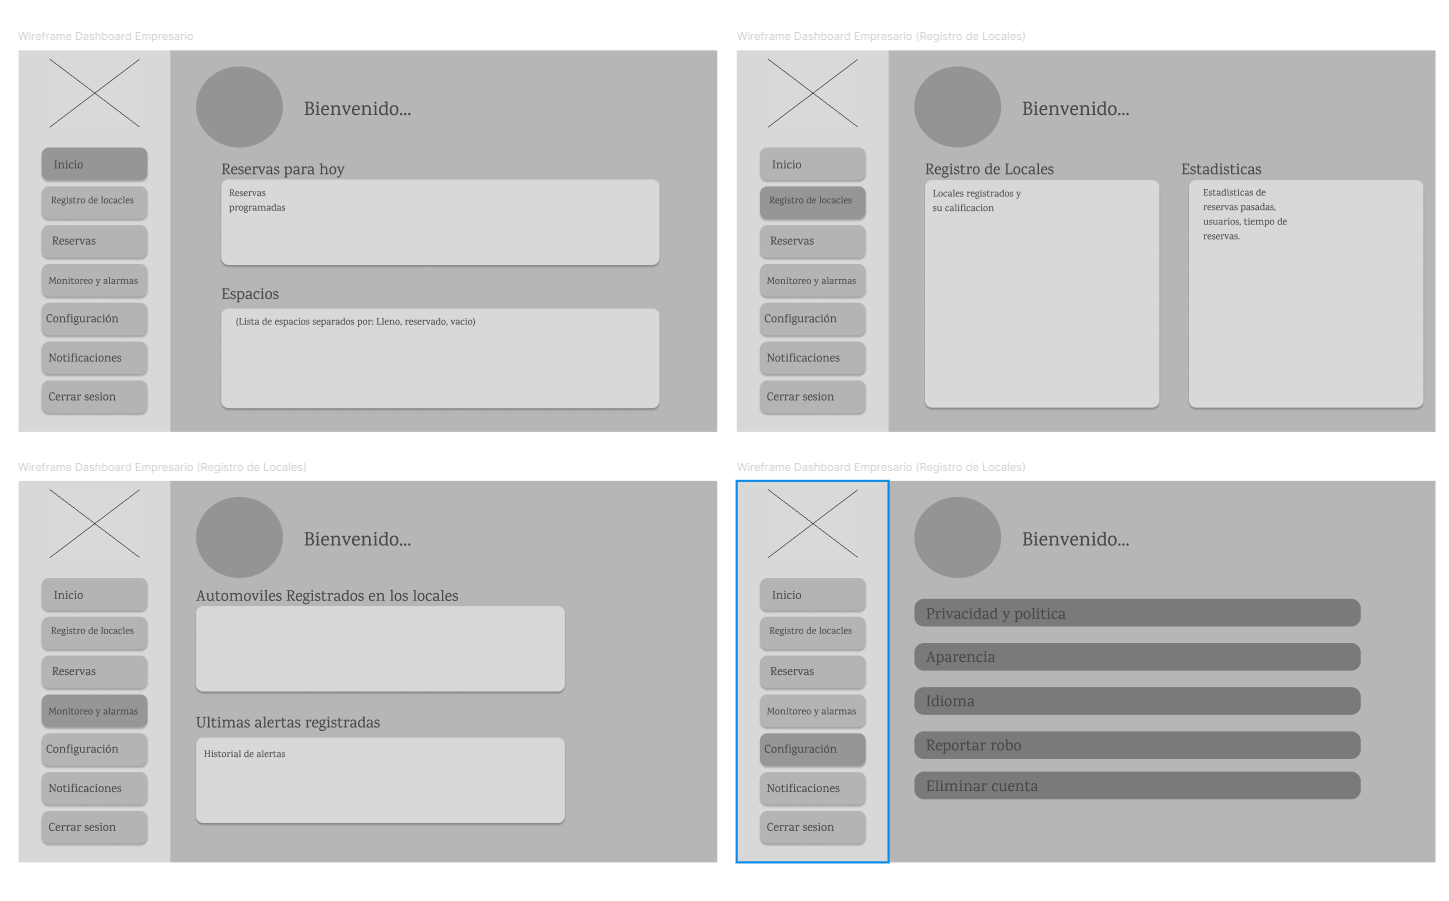 Wireframe Dashboard Empresario
Bienvenido...
Inicio
Registro de locacles
Reservas
Monitoreo y alarmas
Configuración
Notificaciones
Cerrar sesion
Reservas para hoy
Reservas
programadas
Espacios
(Lista de espacios separados por: Lleno, reservado, vacio)
Wireframe Dashboard Empresario (Registro de Locales)
Bienvenido...
Inicio
Registro de locacles
Reservas
Monitoreo y alarmas
Configuración
Notificaciones
Cerrar sesion
Registro de Locales
Locales registrados y
su calificacion
Estadisticas
Estadisticas de
reservas pasadas,
usuarios, tiempo de
reservas.
Wireframe Dashboard Empresario (Registro de Locales)
Bienvenido...
Inicio
Registro de locacles
Reservas
Monitoreo y alarmas
Configuración
Notificaciones
Cerrar sesion
Automoviles Registrados en los locales
Ultimas alertas registradas
Historial de alertas
Wireframe Dashboard Empresario (Registro de Locales)
Bienvenido...
Inicio
Registro de locacles
Reservas
Monitoreo y alarmas
Configuración
Notificaciones
Cerrar sesion
Privacidad y politica
Aparencia
Idioma
Reportar robo
Eliminar cuenta